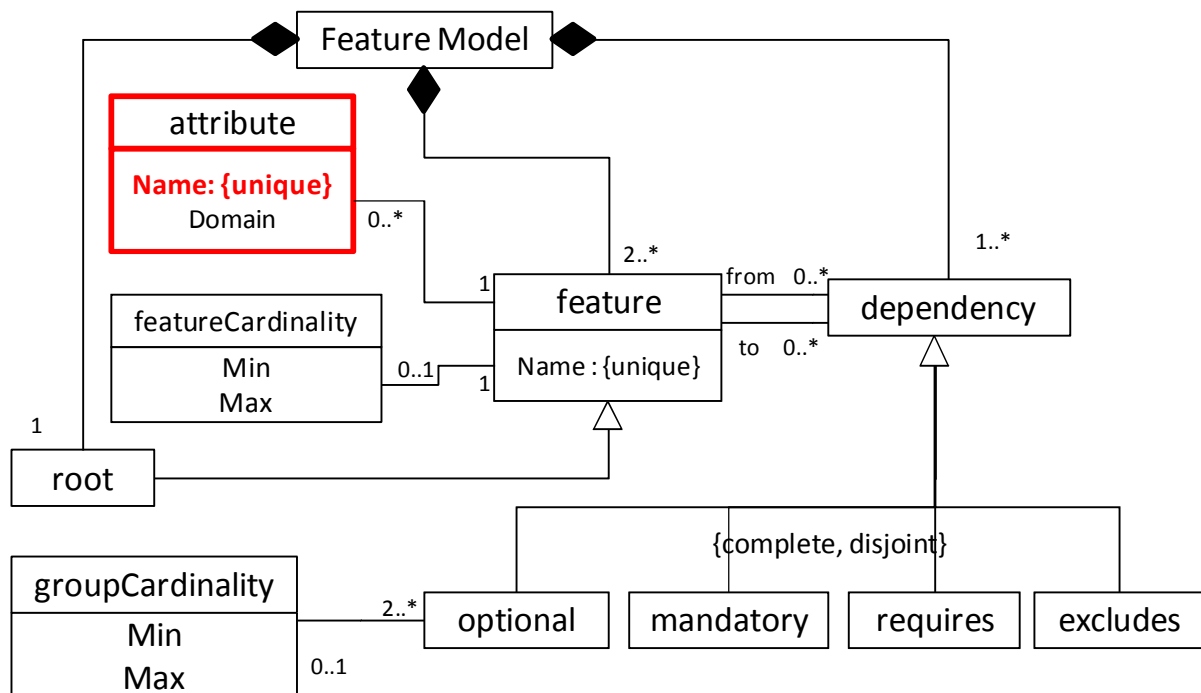 Feature Model
attribute
Name: {unique}
Domain
0..*
2..*
1..*
1
feature
from 0..*
dependency
featureCardinality
Min
Max
0..1
1
Name : {unique}
to 0..*
1
root
{complete, disjoint}
groupCardinality
Min
Max
2..*
0..1
optional
mandatory
requires
excludes